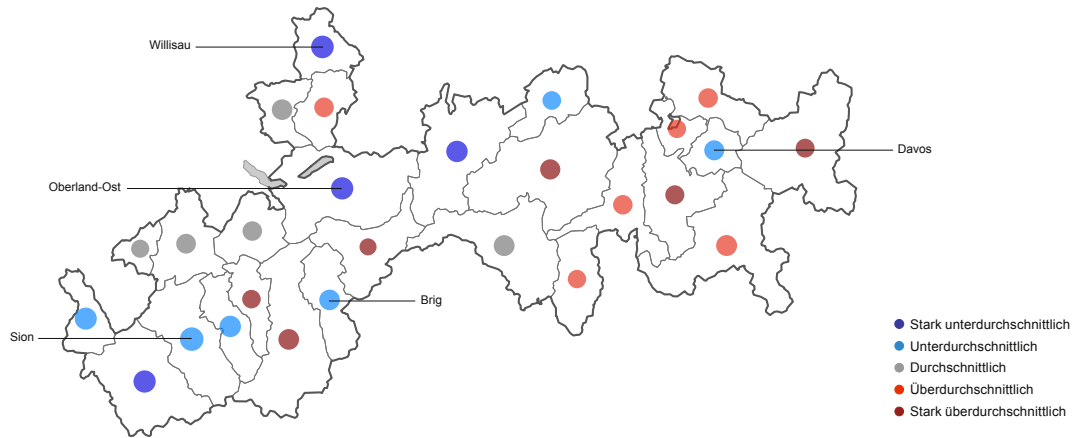 Willisau
Davos
Oberland-Ost
Brig
Sion
Stark unterdurchschnittlich
Unterdurchschnittlich
Durchschnittlich
Überdurchschnittlich
Stark überdurchschnittlich